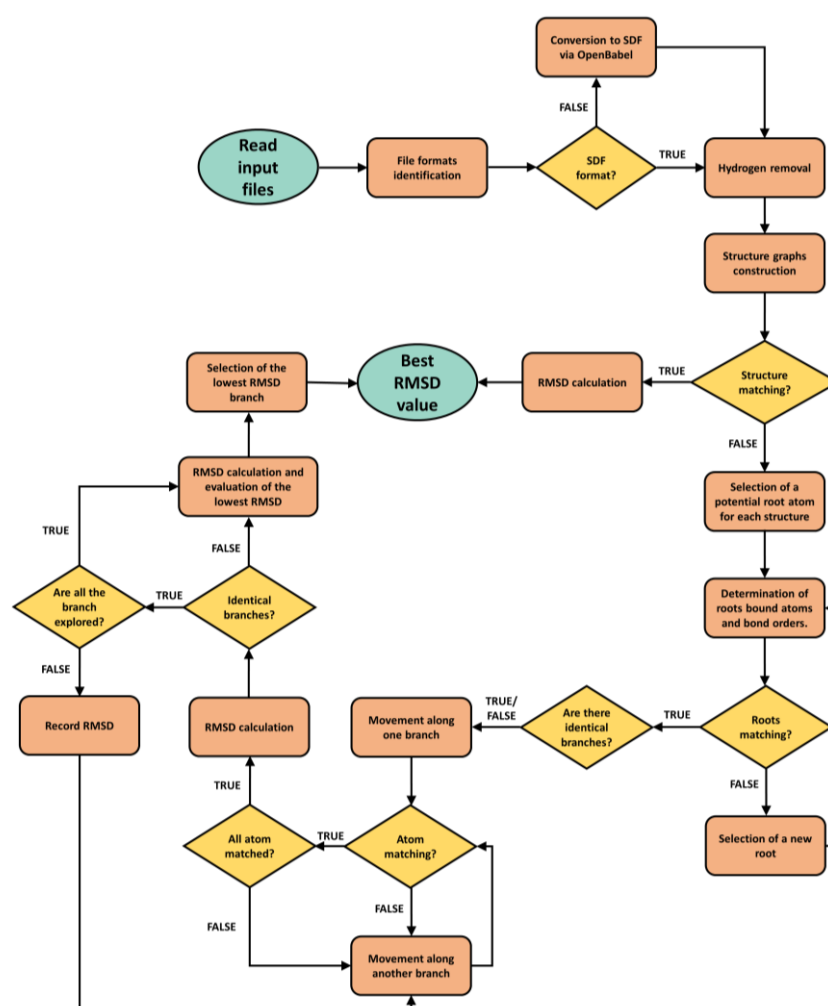 Conversion to SDF
via OpenBabel
FALSE
Read
input
files
File formats
identification
SDF
format?
TRUE
Hydrogen removal
Structure graphs
construction
Selection of the
lowest RMSD
branch
Best
RMSD
value
RMSD calculation
TRUE
Structure
matching?
FALSE
RMSD calculation and
evaluation of the
lowest RMSD
Selection of a
potential root atom
for each structure
TRUE
FALSE
Are all the
branch
explored?
TRUE
Identical
branches?
Determination of
roots bound atoms
and bond orders.
FALSE
Record RMSD
RMSD calculation
Movement along
one branch
TRUE/
FALSE
Are there
identical
branches?
TRUE
Roots
matching?
TRUE
FALSE
All atom
matched?
TRUE
Atom
matching?
Selection of a new
root
FALSE
FALSE
Movement along
another branch